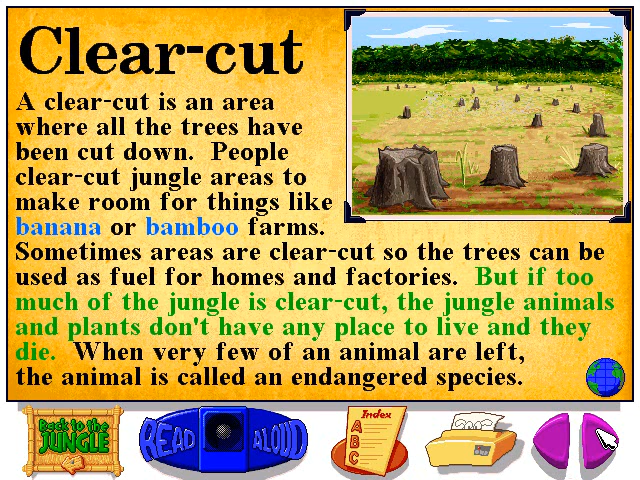 Clear-cut
A clear-cut is an area
where all the trees have
been cut down.  People
clear-cut jungle areas to
make room for things like
banana or bamboo farms.
Sometimes areas are clear-cut so the trees can be
used as fuel for homes and factories.  But if too
much of the jungle is clear-cut, the jungle animals
and plants don't have any place to live and they
die.  When very few of an animal are left,
the animal is called an endangered species.
Back to the
JUNGLE
READ ALOUD
Index
A
B
C